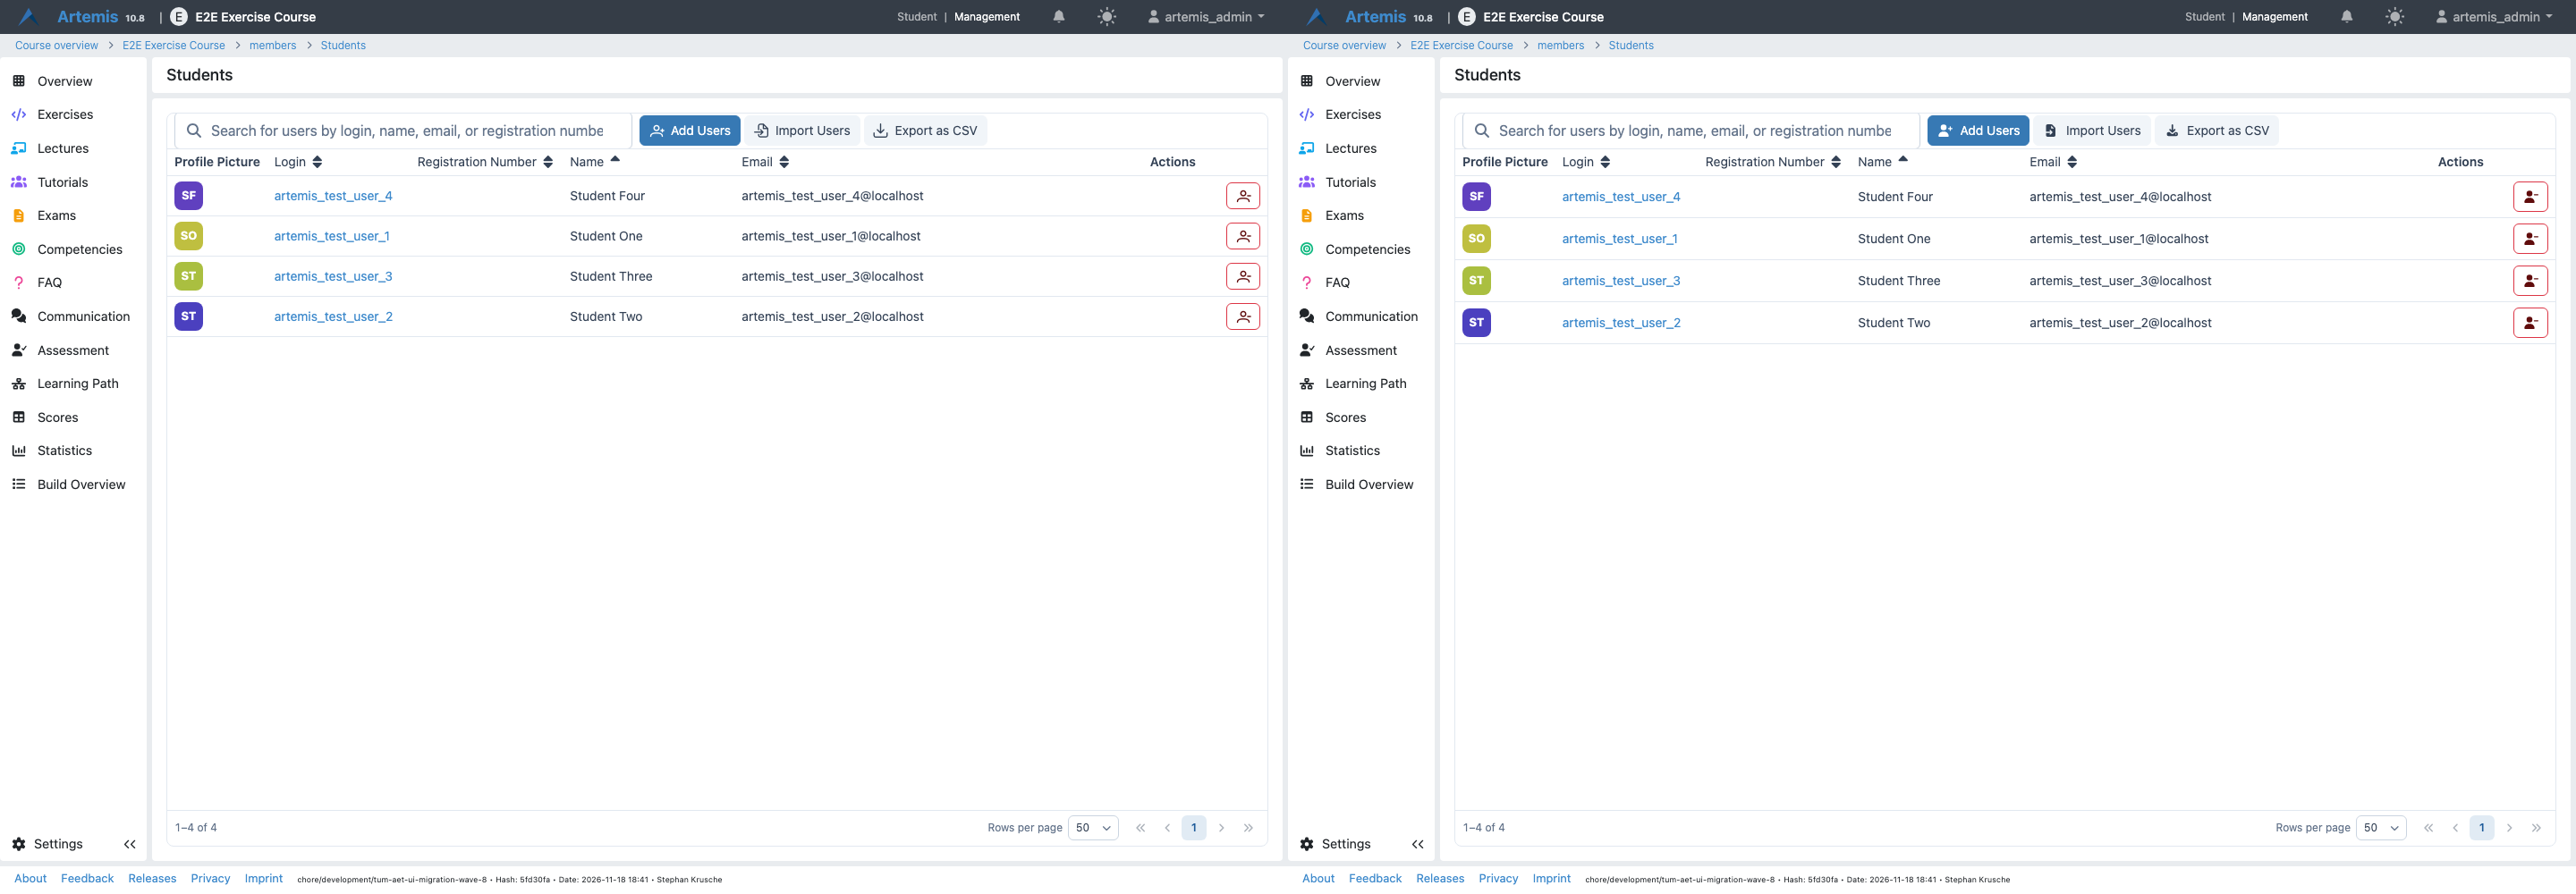 Artemis 10.8 | E E2E Exercise Course Student | Management artemis_admin
Course overview > E2E Exercise Course > members > Students
Overview
Exercises
Lectures
Tutorials
Exams
Competencies
FAQ
Communication
Assessment
Learning Path
Scores
Statistics
Build Overview
Settings
Students
Search for users by login, name, email, or registration numbe Add Users Import Users Export as CSV
Profile Picture Login Registration Number Name Email Actions
SF artemis_test_user_4 Student Four artemis_test_user_4@localhost
SO artemis_test_user_1 Student One artemis_test_user_1@localhost
ST artemis_test_user_3 Student Three artemis_test_user_3@localhost
ST artemis_test_user_2 Student Two artemis_test_user_2@localhost
1–4 of 4 Rows per page 50 1
About Feedback Releases Privacy Imprint chore/development/tum-aet-ui-migration-wave-8 • Hash: 5fd30fa • Date: 2026-11-18 18:41 • Stephan Krusche
Artemis 10.8 | E E2E Exercise Course Student | Management artemis_admin
Course overview > E2E Exercise Course > members > Students
Overview
Exercises
Lectures
Tutorials
Exams
Competencies
FAQ
Communication
Assessment
Learning Path
Scores
Statistics
Build Overview
Settings
Students
Search for users by login, name, email, or registration numbe Add Users Import Users Export as CSV
Profile Picture Login Registration Number Name Email Actions
SF artemis_test_user_4 Student Four artemis_test_user_4@localhost
SO artemis_test_user_1 Student One artemis_test_user_1@localhost
ST artemis_test_user_3 Student Three artemis_test_user_3@localhost
ST artemis_test_user_2 Student Two artemis_test_user_2@localhost
1–4 of 4 Rows per page 50 1
About Feedback Releases Privacy Imprint chore/development/tum-aet-ui-migration-wave-8 • Hash: 5fd30fa • Date: 2026-11-18 18:41 • Stephan Krusche